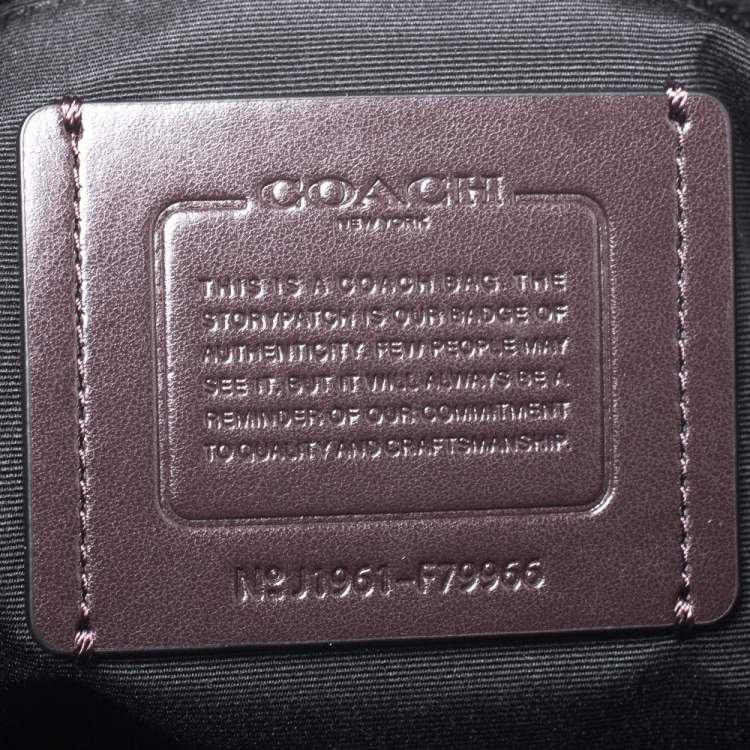 COACH
NEW YORK
THIS IS A COACH BAG. THE
STORYPATCH IS OUR BADGE OF
AUTHENTICITY. FEW PEOPLE MAY
SEE IT, BUT IT WILL ALWAYS BE A
REMINDER OF OUR COMMITMENT
TO QUALITY AND CRAFTSMANSHIP.
Nº J1961-F79966